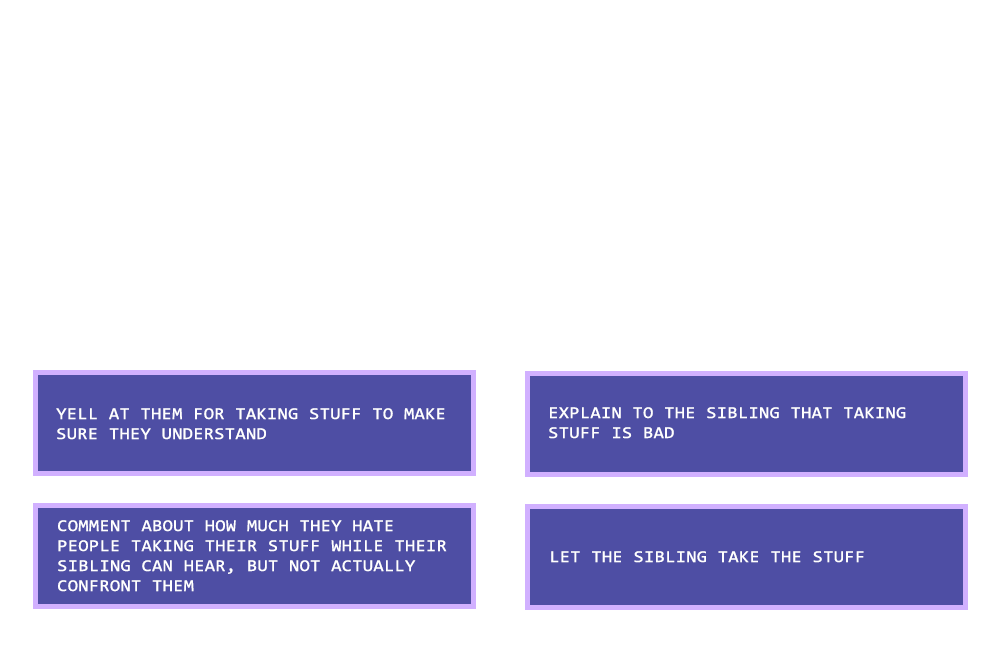 YELL AT THEM FOR TAKING STUFF TO MAKE
SURE THEY UNDERSTAND
EXPLAIN TO THE SIBLING THAT TAKING
STUFF IS BAD
COMMENT ABOUT HOW MUCH THEY HATE
PEOPLE TAKING THEIR STUFF WHILE THEIR
SIBLING CAN HEAR, BUT NOT ACTUALLY
CONFRONT THEM
LET THE SIBLING TAKE THE STUFF